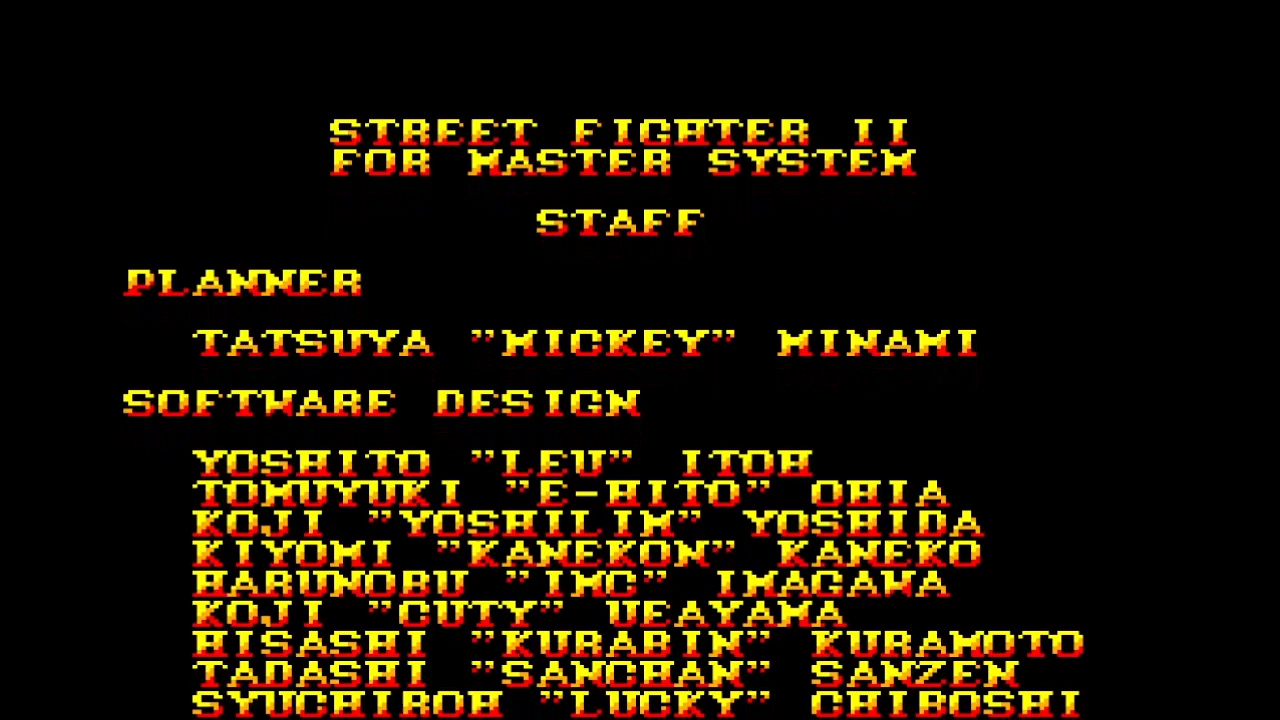 STREET FIGHTER II
FOR MASTER SYSTEM
STAFF
PLANNER
TATSUYA "MICKEY" MINAMI
SOFTWARE DESIGN
YOSHITO "LEU" ITOH
TOMUYUKI "E-HITO" OHIA
KOJI "YOSHILIM" YOSHIDA
KIYOMI "KANEKON" KANEKO
HARUNOBU "IMG" IMAGAWA
KOJI "CUTY" UEAYAMA
HISASHI "KURABIN" KURAMOTO
TADASHI "SANCHAN" SANZEN
SYUCHIROH "LUCKY" CHIBOSHI